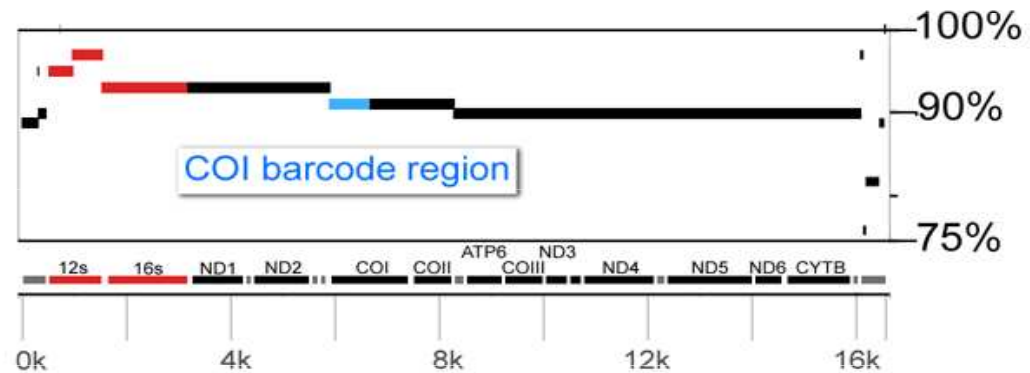 100%
90%
COI barcode region
75%
ATP6 ND3
12s 16s ND1 ND2 COI COII COIII ND4 ND5 ND6 CYTB
0k 4k 8k 12k 16k